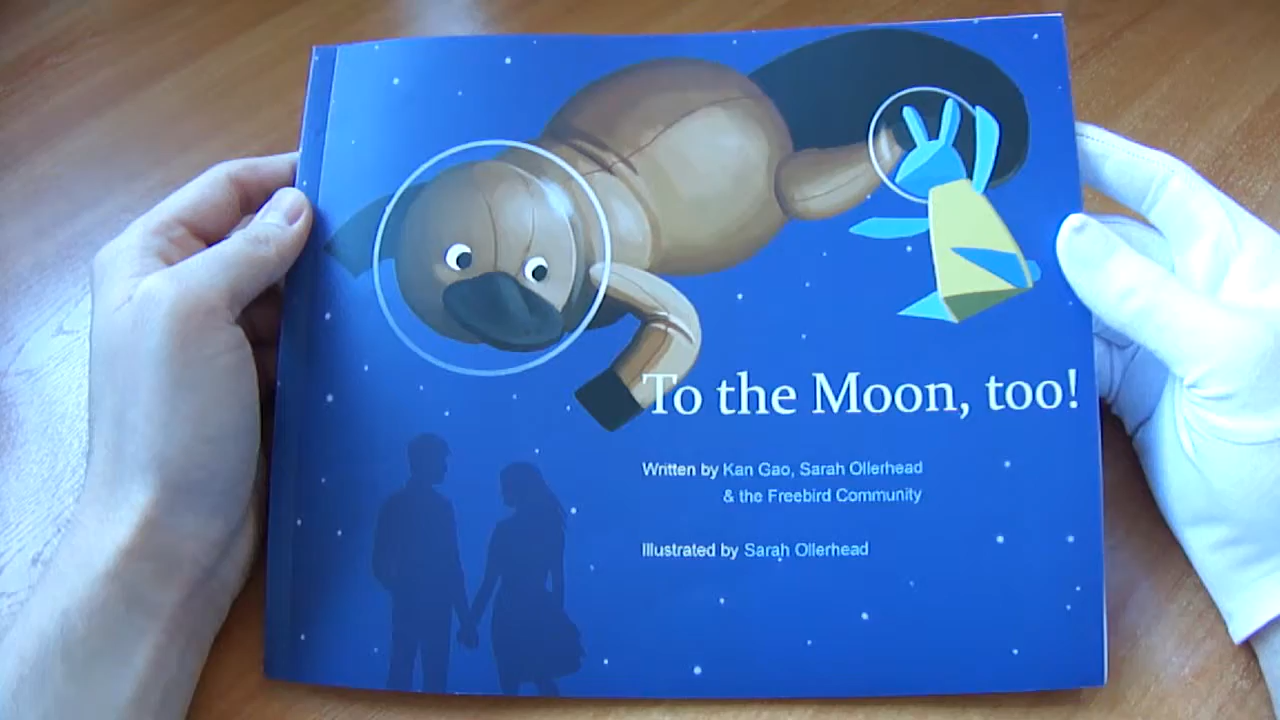 To the Moon, too!
Written by Kan Gao, Sarah Ollerhead
& the Freebird Community
Illustrated by Sarah Ollerhead